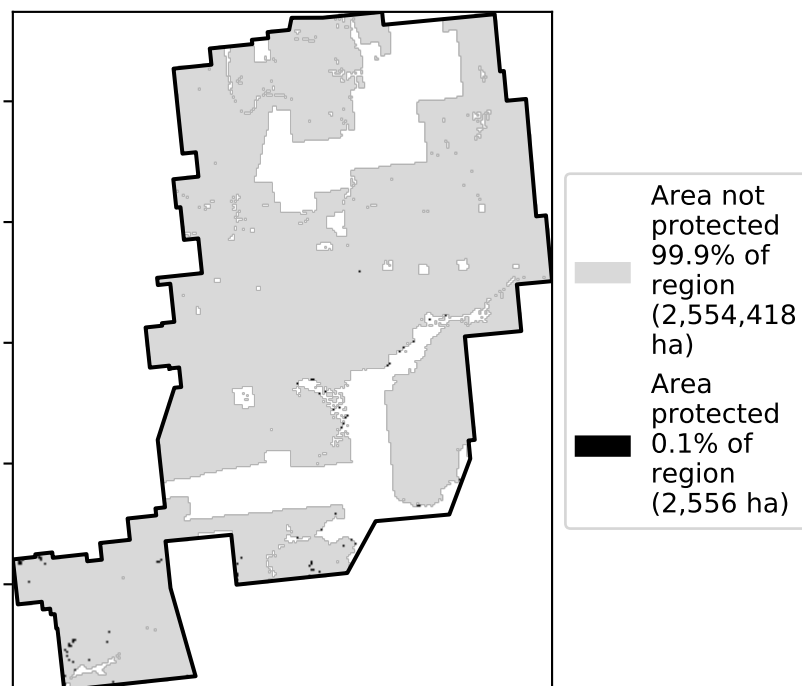 Area not
protected
99.9% of
region
(2,554,418
ha)
Area
protected
0.1% of
region
(2,556 ha)